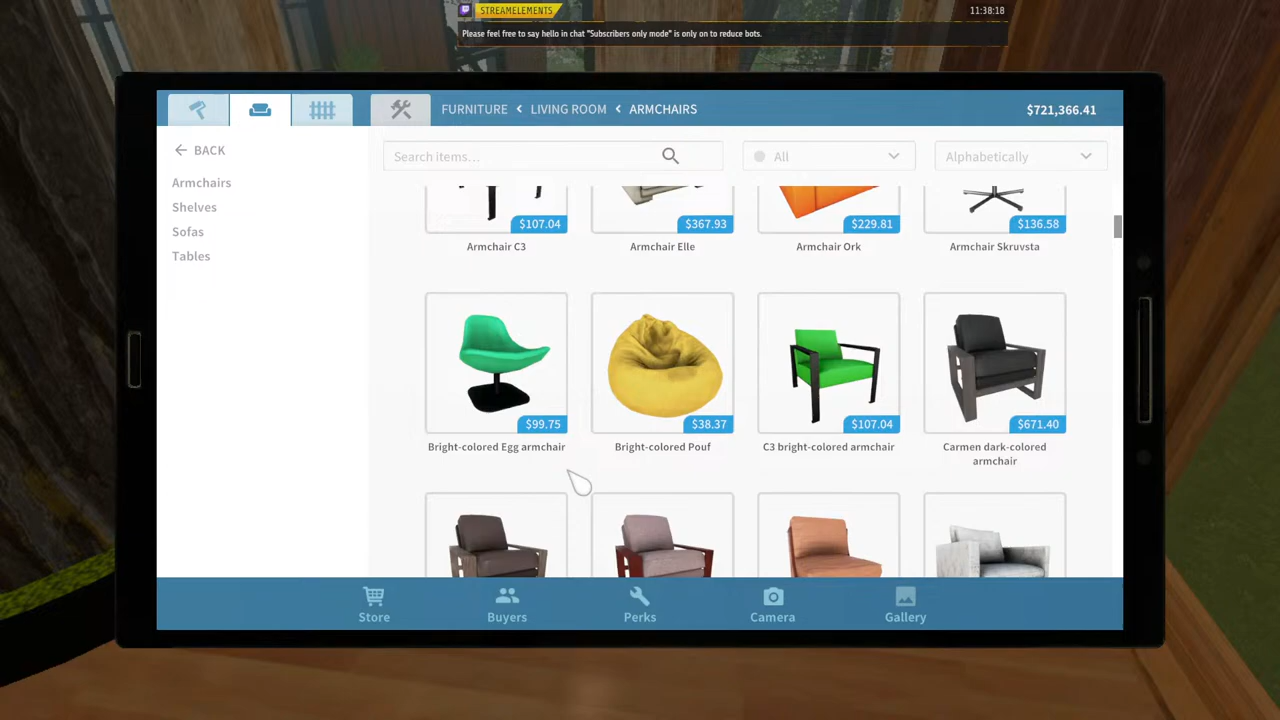 STREAMELEMENTS
11:38:18
Please feel free to say hello in chat "Subscribers only mode" is only on to reduce bots.
FURNITURE < LIVING ROOM < ARMCHAIRS
$721,366.41
BACK
Search items...
All
Alphabetically
Armchairs
Shelves
Sofas
Tables
$107.04
$367.93
$229.81
$136.58
Armchair C3
Armchair Elle
Armchair Ork
Armchair Skruvsta
$99.75
$38.37
$107.04
$671.40
Bright-colored Egg armchair
Bright-colored Pouf
C3 bright-colored armchair
Carmen dark-colored
armchair
Store
Buyers
Perks
Camera
Gallery